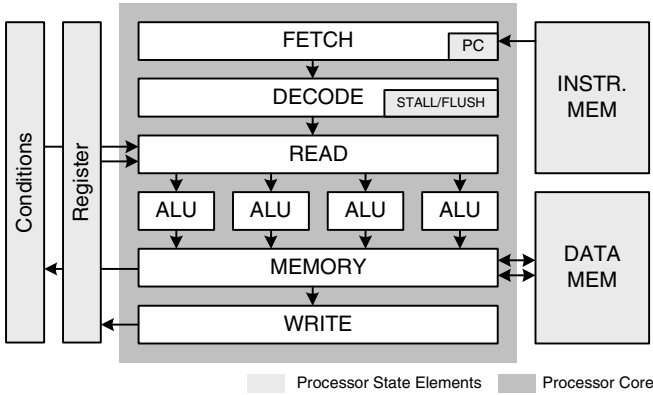 FETCH
PC
DECODE
STALL/FLUSH
READ
ALU
ALU
ALU
ALU
MEMORY
WRITE
Conditions
Register
INSTR.
MEM
DATA
MEM
Processor State Elements
Processor Core